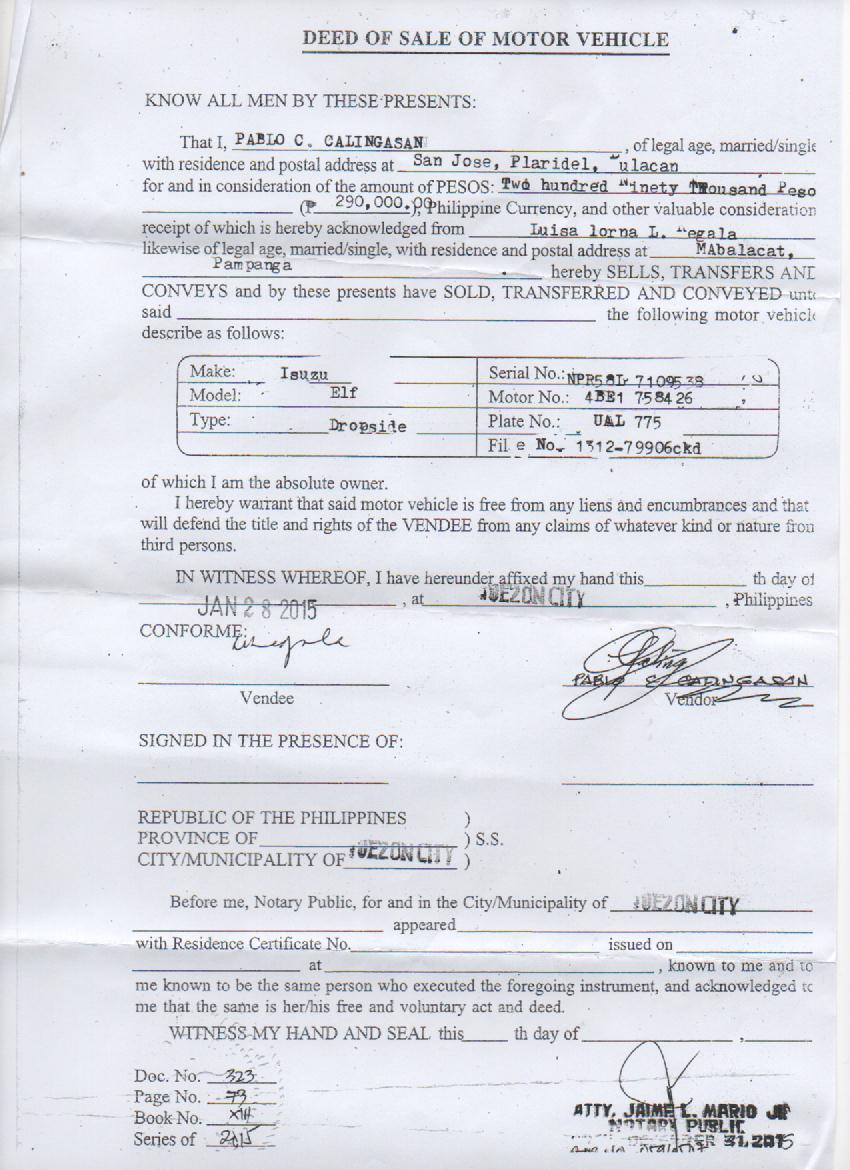 DEED OF SALE OF MOTOR VEHICLE
KNOW ALL MEN BY THESE PRESENTS:
That I, PABLO C. CALINGASAN, of legal age, married/single
with residence and postal address at San Jose, Plaridel, ulacan
for and in consideration of the amount of PESOS: Two hundred inety Thousand Peso
(₱ 290,000.00), Philippine Currency, and other valuable consideration
receipt of which is hereby acknowledged from Luisa lorna L. egala
likewise of legal age, married/single, with residence and postal address at MAbalacat,
Pampanga hereby SELLS, TRANSFERS AND
CONVEYS and by these presents have SOLD, TRANSFERRED AND CONVEYED unto
said ____ the following motor vehicle
describe as follows:
Make: Isuzu Serial No.: NPR58L 7109538
Model: Elf Motor No.: 4BE1 758426
Type: Dropside Plate No.: UAL 775
File No. 1312-79906ckd
of which I am the absolute owner.
I hereby warrant that said motor vehicle is free from any liens and encumbrances and that
will defend the title and rights of the VENDEE from any claims of whatever kind or nature from
third persons.
IN WITNESS WHEREOF, I have hereunder affixed my hand this ____ th day of
JAN 28 2015, at QUEZON CITY, Philippines
CONFORME:
PABLO C. CALINGASAN
Vendee Vendor
SIGNED IN THE PRESENCE OF:
REPUBLIC OF THE PHILIPPINES )
PROVINCE OF ____ ) S.S.
CITY/MUNICIPALITY OF QUEZON CITY )
Before me, Notary Public, for and in the City/Municipality of QUEZON CITY
____ appeared ____
with Residence Certificate No. ____ issued on ____
____ at ____, known to me and to
me known to be the same person who executed the foregoing instrument, and acknowledged to
me that the same is her/his free and voluntary act and deed.
WITNESS MY HAND AND SEAL this ____ th day of ____, ____
Doc. No. 323
Page No. 73
Book No. XIII
Series of 2015
ATTY. JAIME L. MARIO JR
NOTARY PUBLIC
31, 2015